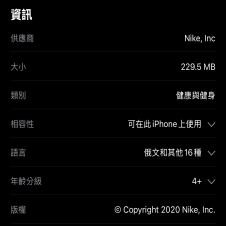 資訊
供應商 Nike, Inc
大小 229.5 MB
類別 健康與健身
相容性 可在此 iPhone 上使用
語言 俄文和其他 16 種
年齡分級 4+
版權 © Copyright 2020 Nike, Inc.